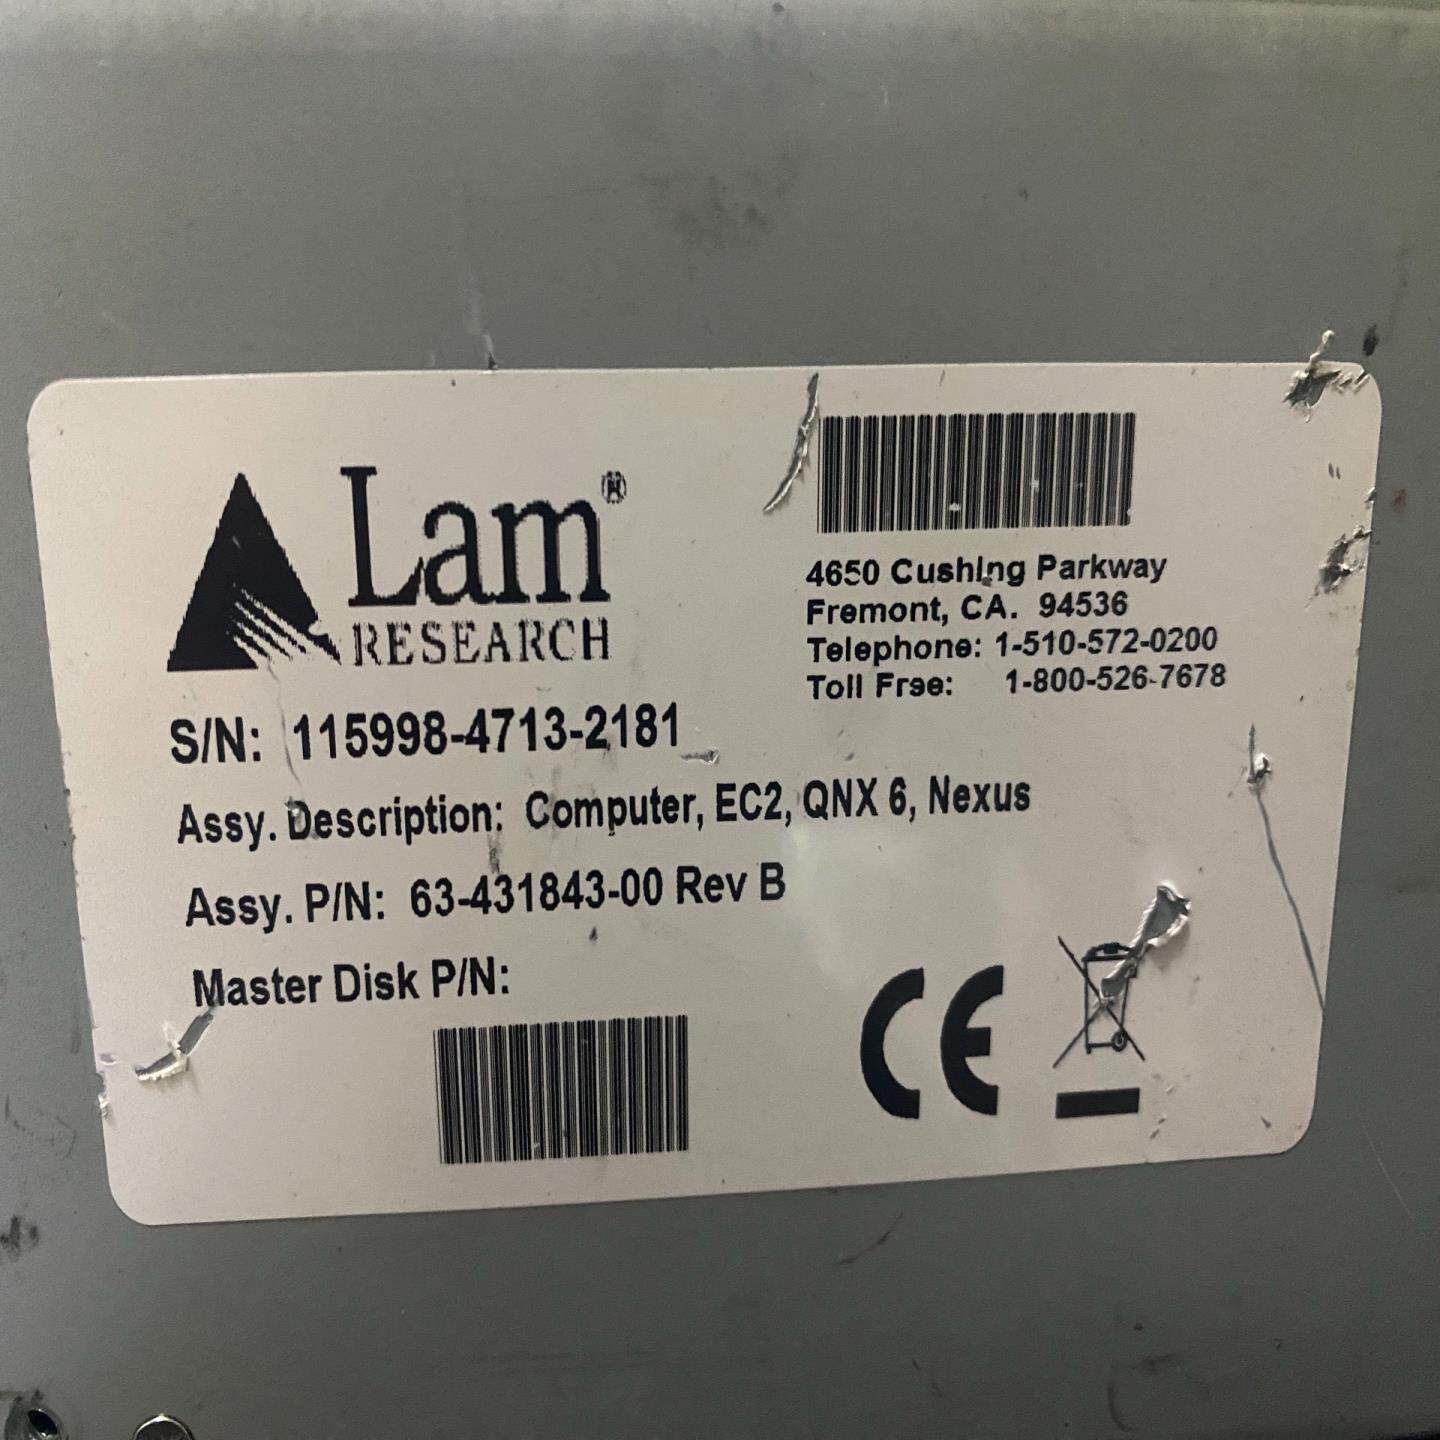 Lam®
RESEARCH
4650 Cushing Parkway
Fremont, CA. 94536
Telephone: 1-510-572-0200
Toll Free: 1-800-526-7678
S/N: 115998-4713-2181
Assy. Description: Computer, EC2, QNX 6, Nexus
Assy. P/N: 63-431843-00 Rev B
Master Disk P/N:
CE